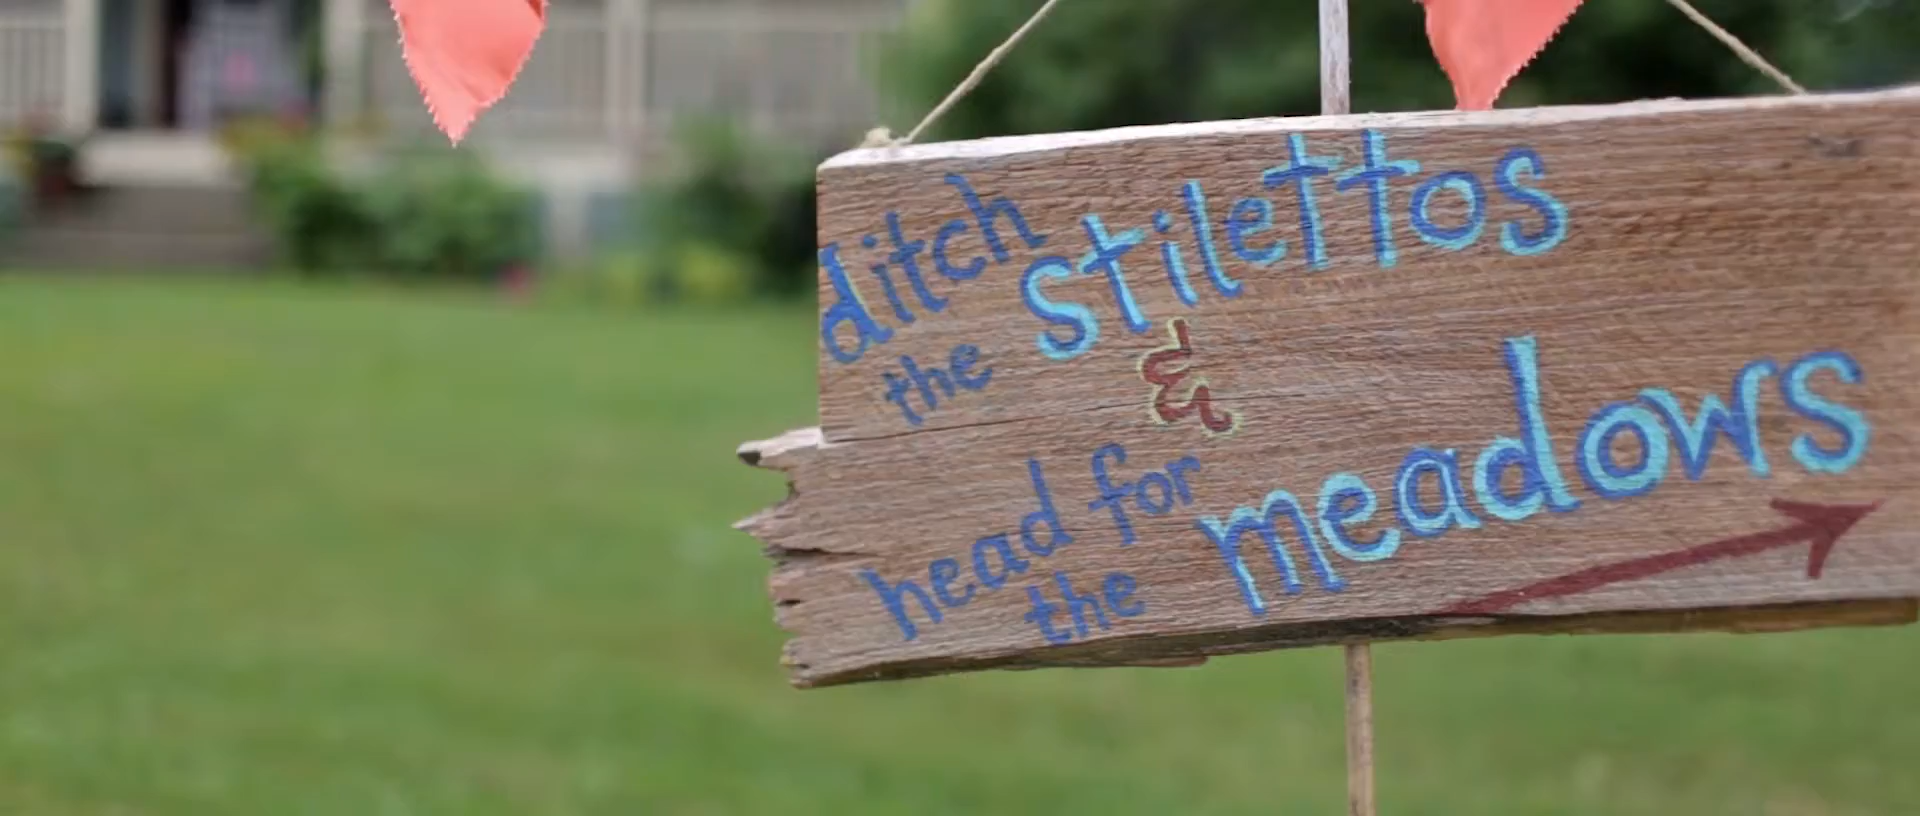 ditch
the stilettos
&
head for
the meadows